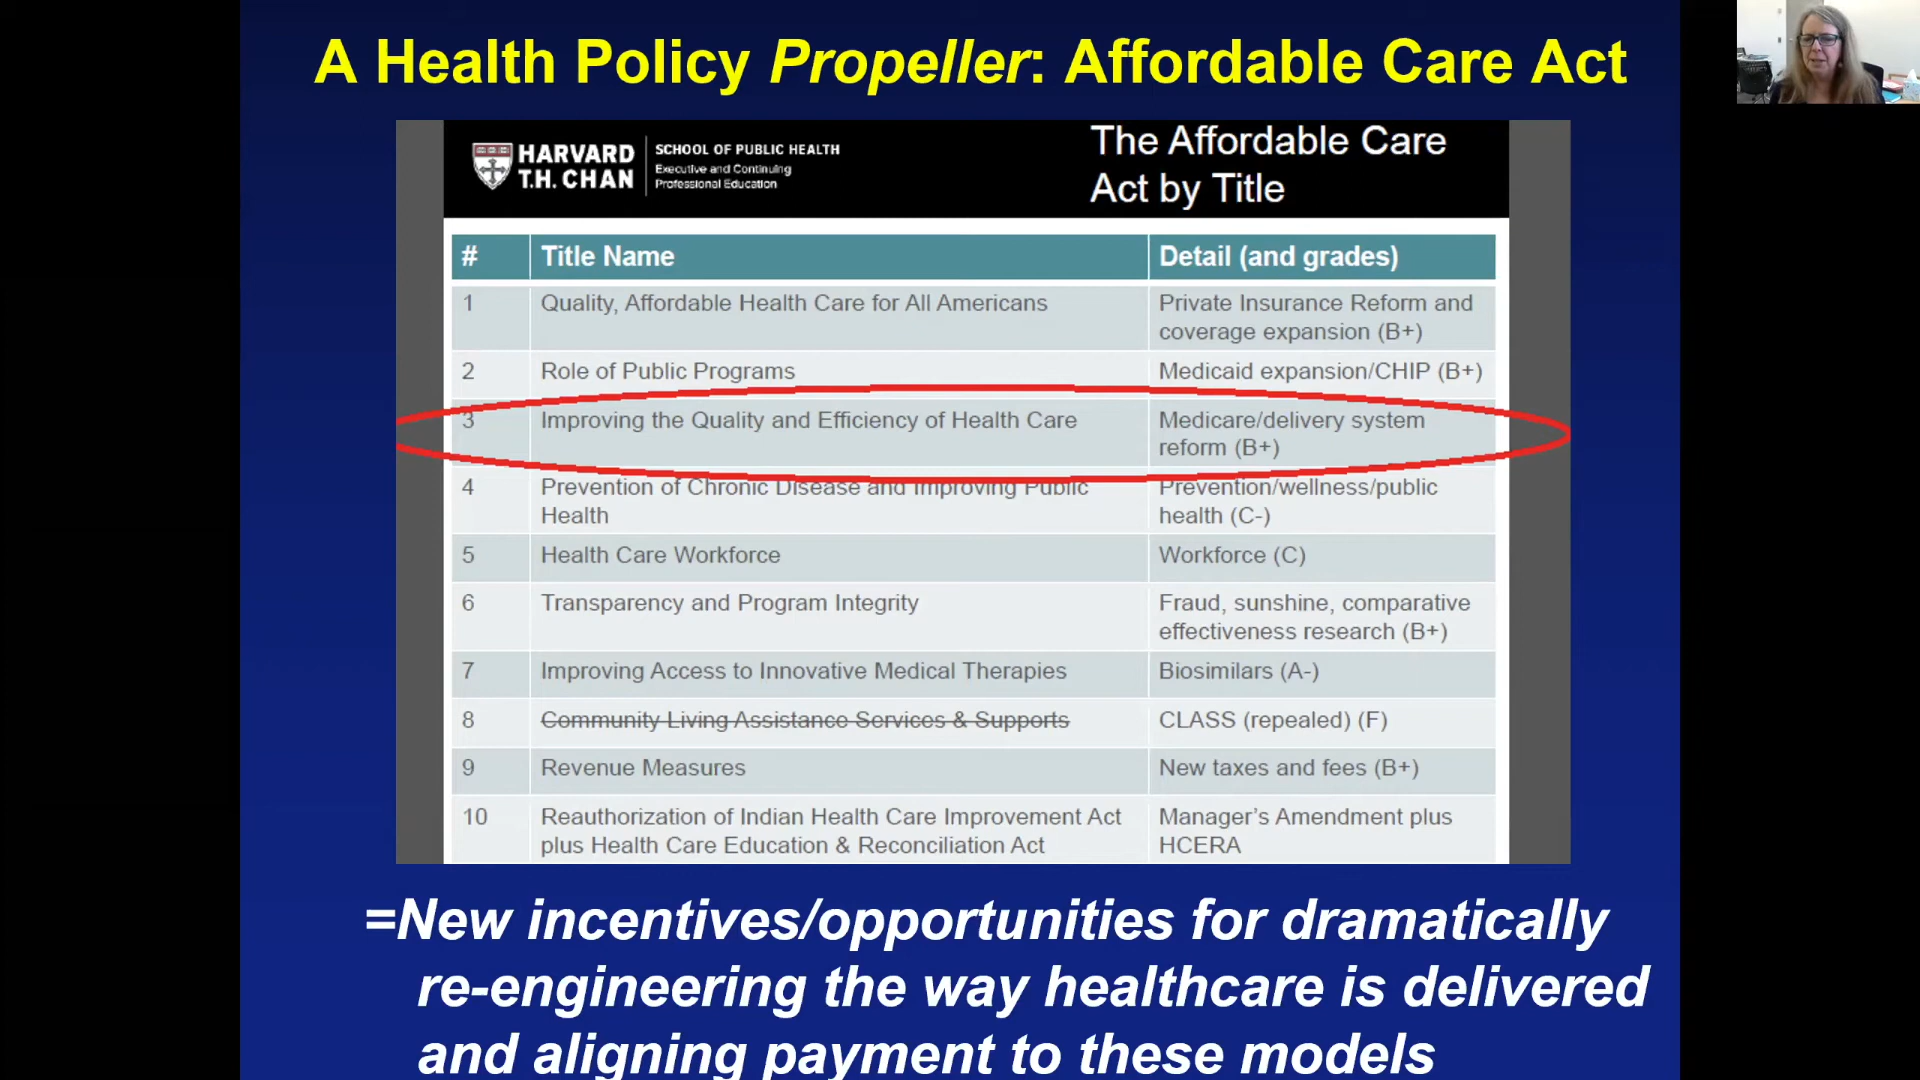 A Health Policy Propeller: Affordable Care Act
HARVARD
T.H. CHAN
SCHOOL OF PUBLIC HEALTH
Executive and Continuing
Professional Education
The Affordable Care
Act by Title
# Title Name Detail (and grades)
1 Quality, Affordable Health Care for All Americans Private Insurance Reform and
coverage expansion (B+)
2 Role of Public Programs Medicaid expansion/CHIP (B+)
3 Improving the Quality and Efficiency of Health Care Medicare/delivery system
reform (B+)
4 Prevention of Chronic Disease and Improving Public Prevention/wellness/public
Health health (C-)
5 Health Care Workforce Workforce (C)
6 Transparency and Program Integrity Fraud, sunshine, comparative
effectiveness research (B+)
7 Improving Access to Innovative Medical Therapies Biosimilars (A-)
8 Community Living Assistance Services & Supports CLASS (repealed) (F)
9 Revenue Measures New taxes and fees (B+)
10 Reauthorization of Indian Health Care Improvement Act Manager's Amendment plus
plus Health Care Education & Reconciliation Act HCERA
=New incentives/opportunities for dramatically
re-engineering the way healthcare is delivered
and aligning payment to these models